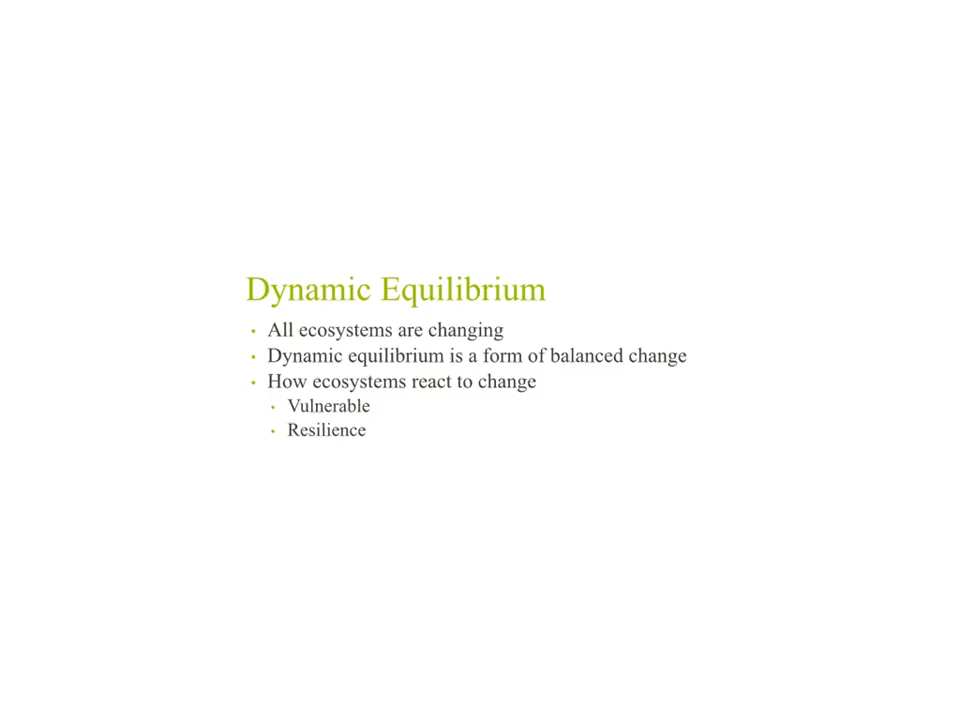 Dynamic Equilibrium
• All ecosystems are changing
• Dynamic equilibrium is a form of balanced change
• How ecosystems react to change
• Vulnerable
• Resilience